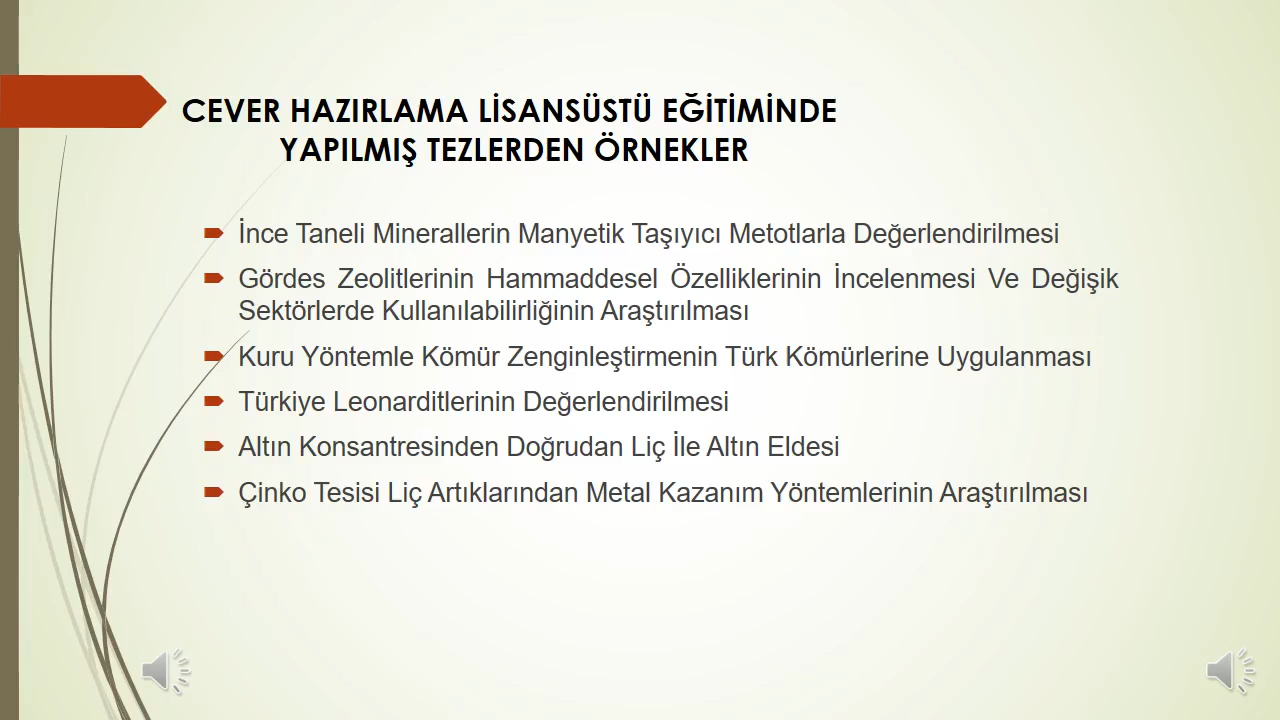 CEVER HAZIRLAMA LİSANSÜSTÜ EĞİTİMİNDE
YAPILMIŞ TEZLERDEN ÖRNEKLER
İnce Taneli Minerallerin Manyetik Taşıyıcı Metotlarla Değerlendirilmesi
Gördes Zeolitlerinin Hammaddesel Özelliklerinin İncelenmesi Ve Değişik
Sektörlerde Kullanılabilirliğinin Araştırılması
Kuru Yöntemle Kömür Zenginleştirmenin Türk Kömürlerine Uygulanması
Türkiye Leonarditlerinin Değerlendirilmesi
Altın Konsantresinden Doğrudan Liç İle Altın Eldesi
Çinko Tesisi Liç Artıklarından Metal Kazanım Yöntemlerinin Araştırılması